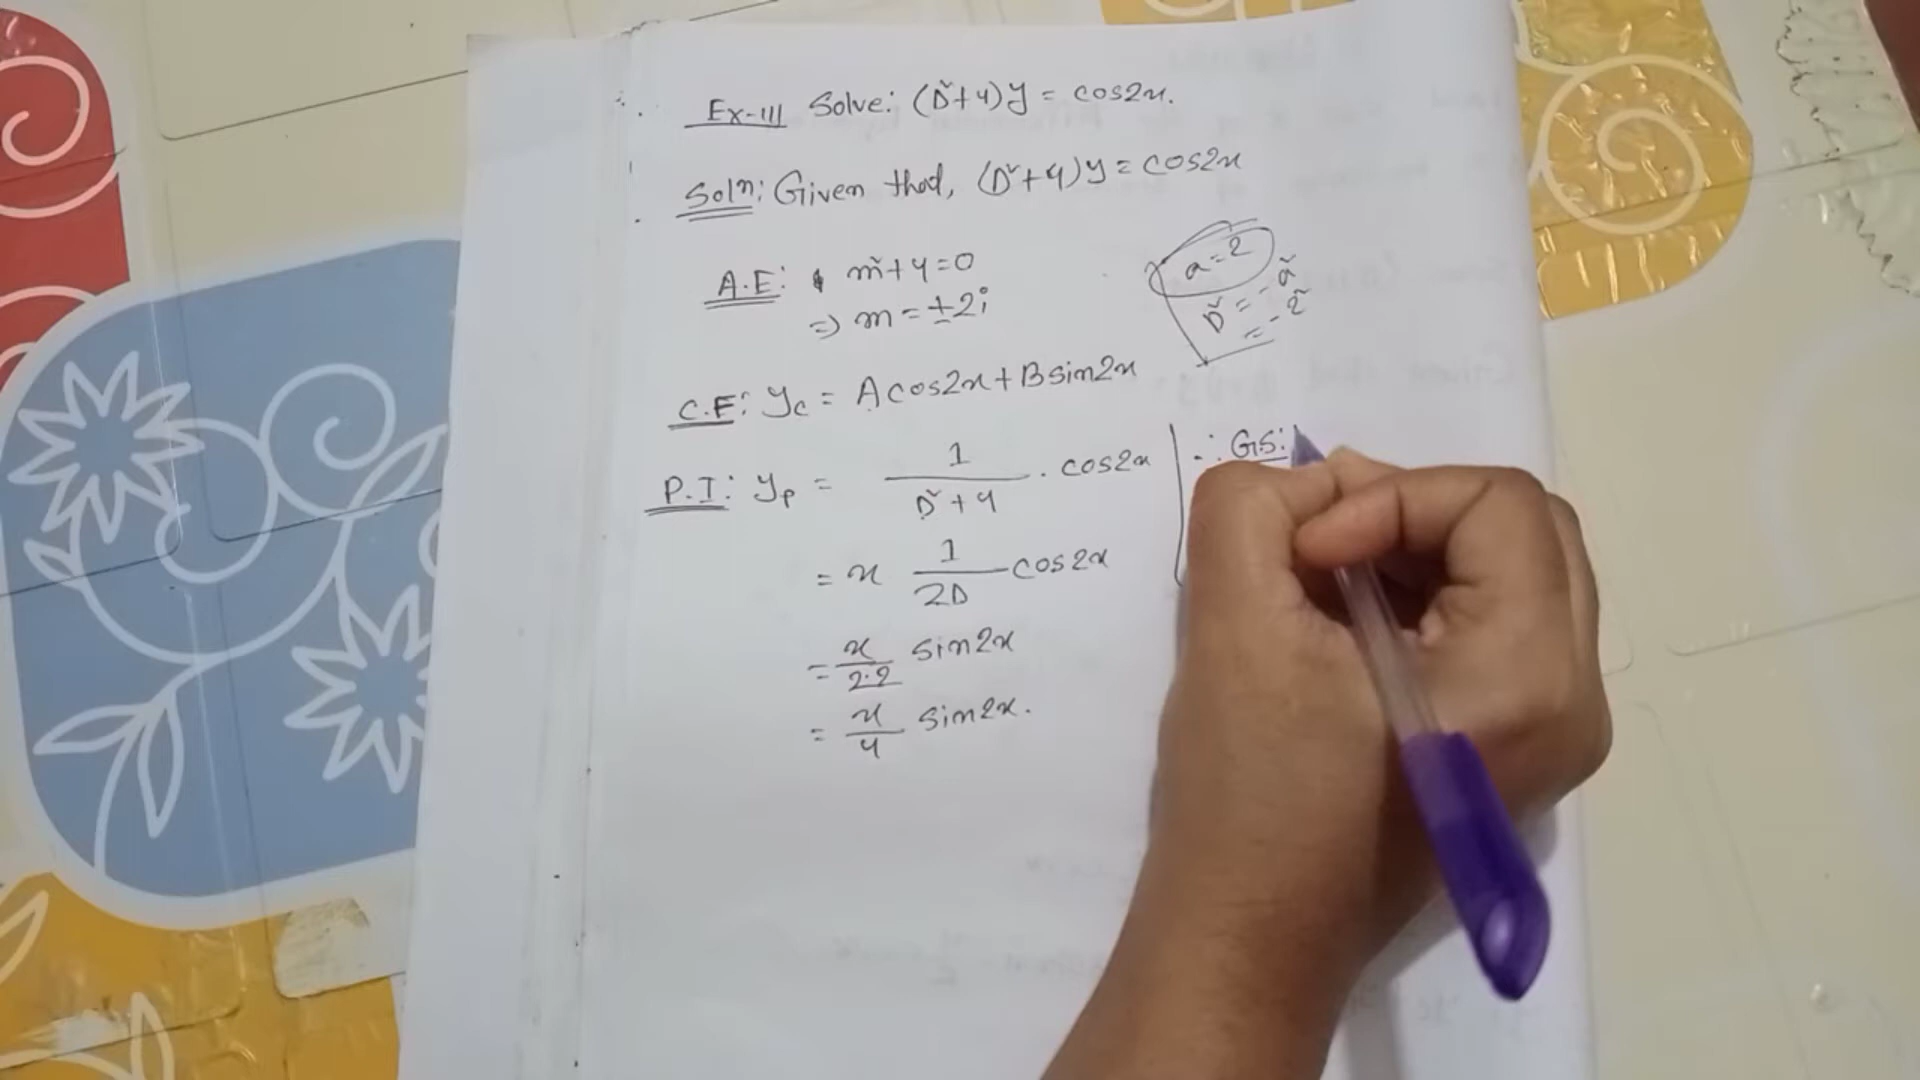 Ex-III Solve: (D²+4)y = cos2x.
Soln: Given that, (D²+4)y = cos2x
A.E: m²+4=0
=> m = ±2i
a=2
D² = -a²
= -2²
C.F: yc = Acos2x+Bsin2x
P.I: yp = 1/(D²+4) . cos2x
= x 1/2D cos2x
= x/2·2 sin2x
= x/4 sin2x.
∴ G.S: